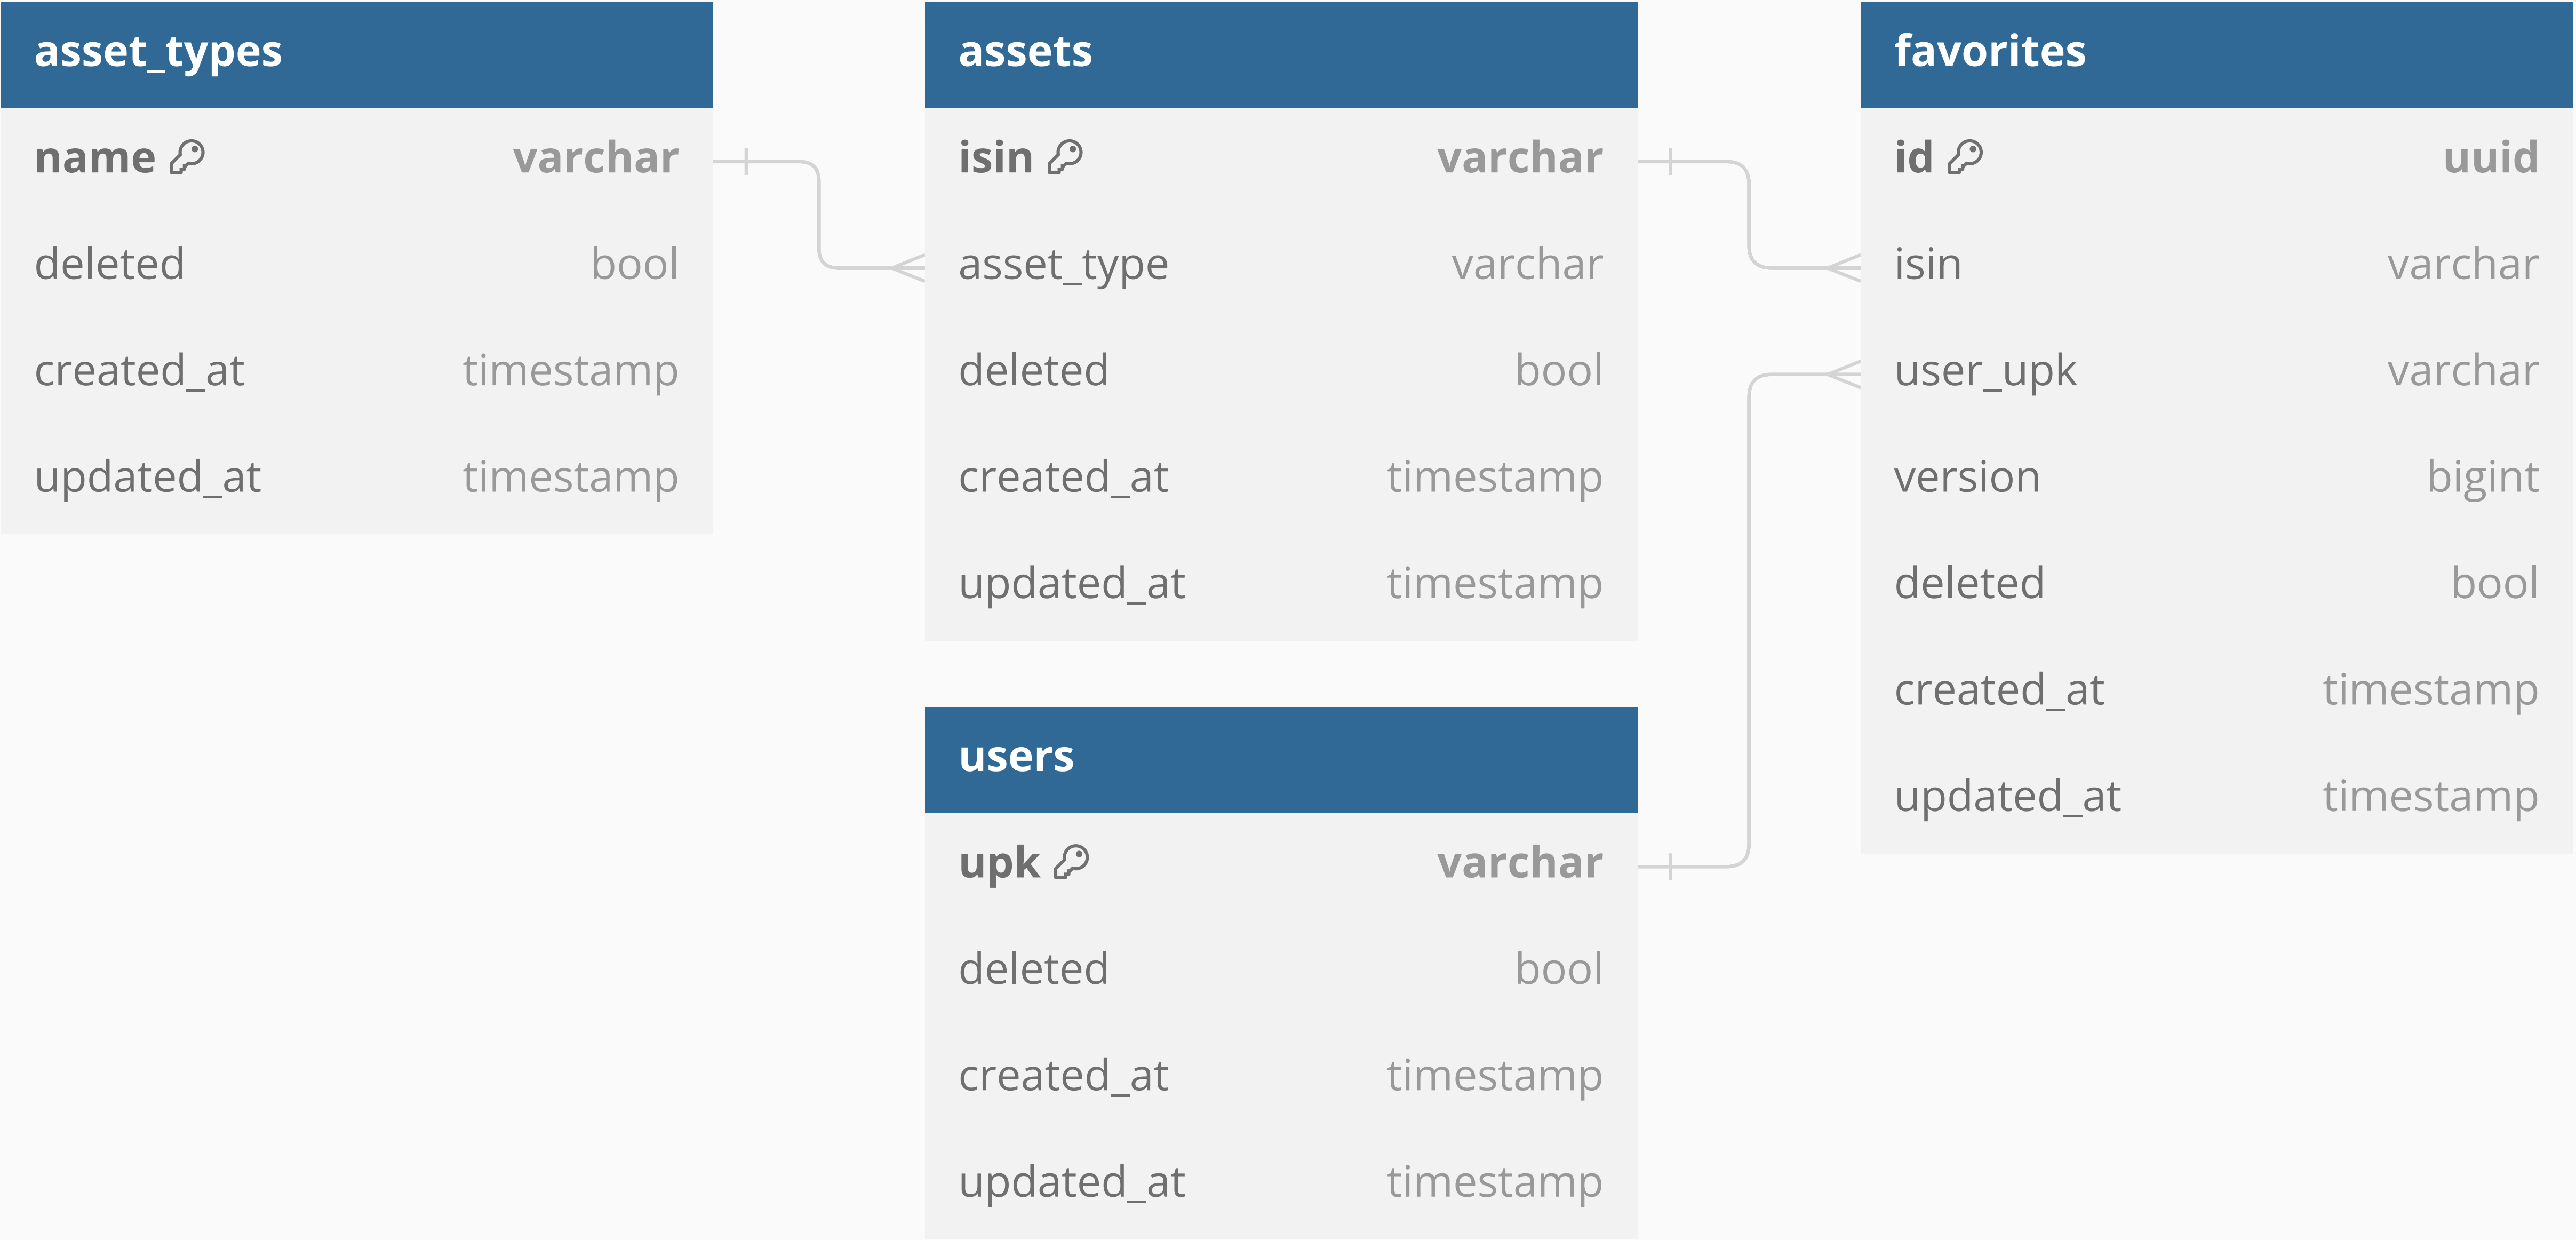 asset_types
name varchar
deleted bool
created_at timestamp
updated_at timestamp
assets
isin varchar
asset_type varchar
deleted bool
created_at timestamp
updated_at timestamp
users
upk varchar
deleted bool
created_at timestamp
updated_at timestamp
favorites
id uuid
isin varchar
user_upk varchar
version bigint
deleted bool
created_at timestamp
updated_at timestamp